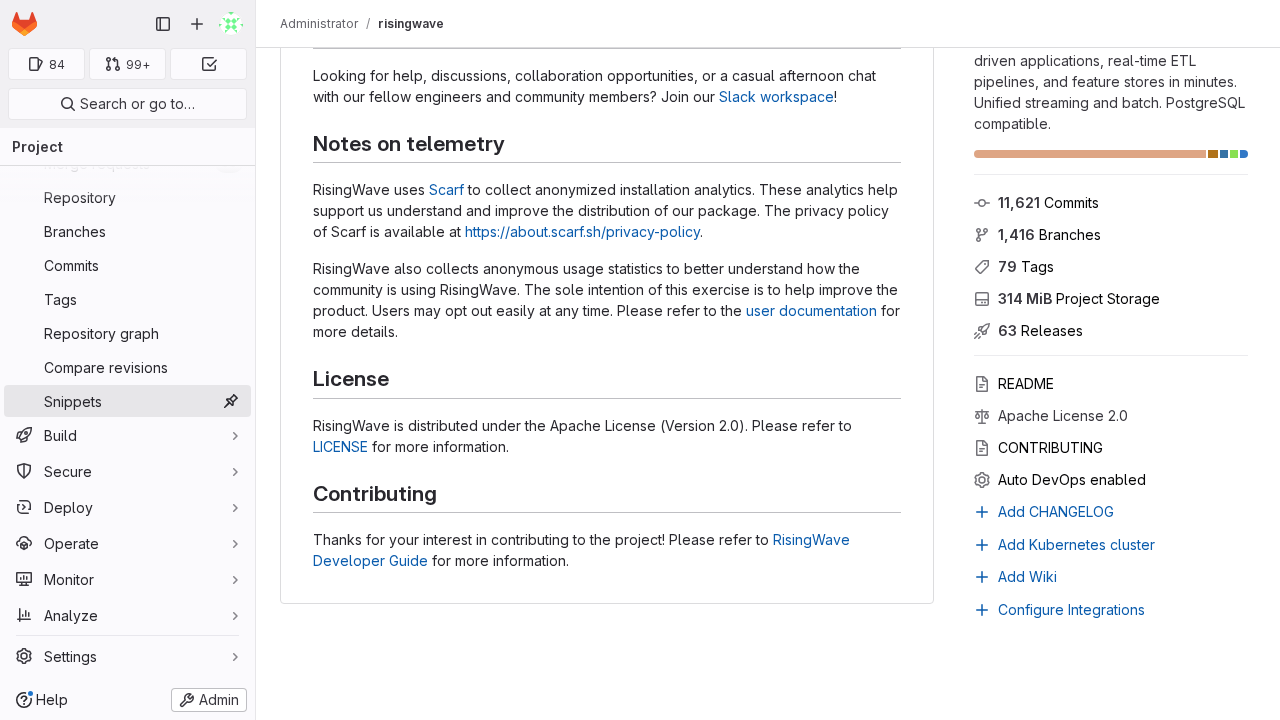 Administrator / risingwave
84
99+
Search or go to…
Project
Merge requests
Repository
Branches
Commits
Tags
Repository graph
Compare revisions
Snippets
Build
Secure
Deploy
Operate
Monitor
Analyze
Settings
Help
Admin
Looking for help, discussions, collaboration opportunities, or a casual afternoon chat
with our fellow engineers and community members? Join our Slack workspace!
Notes on telemetry
RisingWave uses Scarf to collect anonymized installation analytics. These analytics help
support us understand and improve the distribution of our package. The privacy policy
of Scarf is available at https://about.scarf.sh/privacy-policy.
RisingWave also collects anonymous usage statistics to better understand how the
community is using RisingWave. The sole intention of this exercise is to help improve the
product. Users may opt out easily at any time. Please refer to the user documentation for
more details.
License
RisingWave is distributed under the Apache License (Version 2.0). Please refer to
LICENSE for more information.
Contributing
Thanks for your interest in contributing to the project! Please refer to RisingWave
Developer Guide for more information.
driven applications, real-time ETL
pipelines, and feature stores in minutes.
Unified streaming and batch. PostgreSQL
compatible.
11,621 Commits
1,416 Branches
79 Tags
314 MiB Project Storage
63 Releases
README
Apache License 2.0
CONTRIBUTING
Auto DevOps enabled
Add CHANGELOG
Add Kubernetes cluster
Add Wiki
Configure Integrations